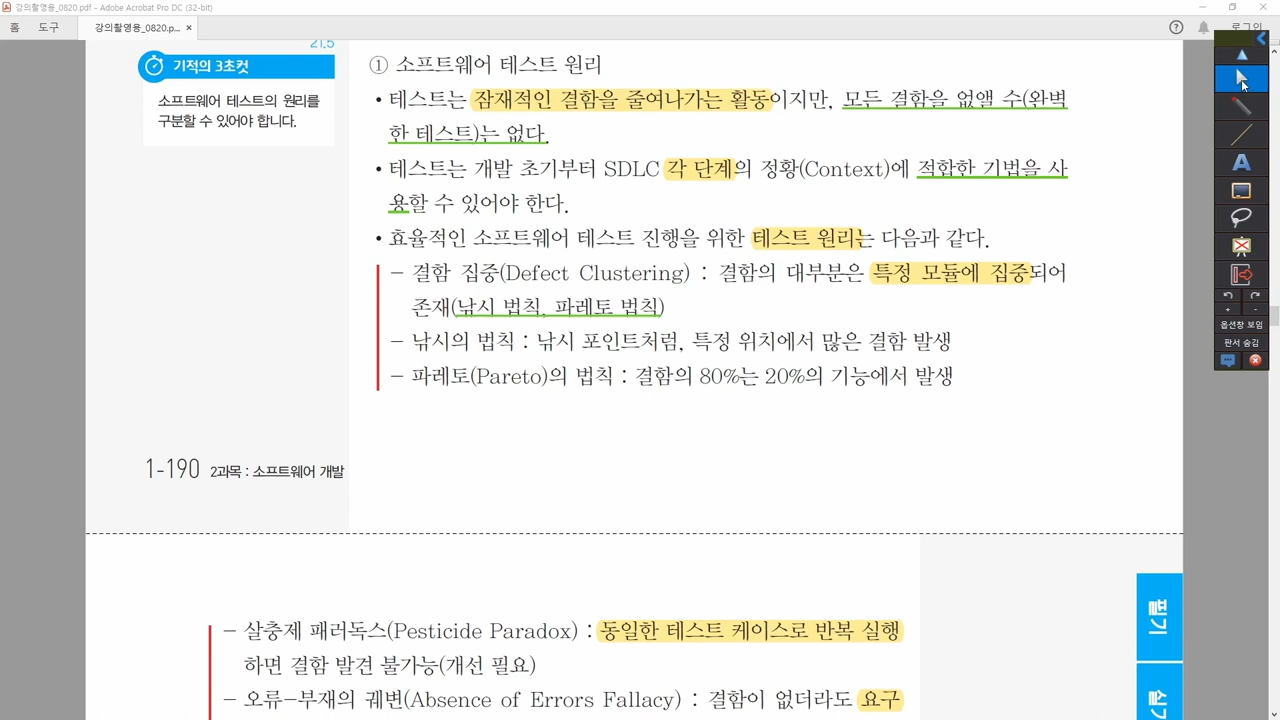 강의촬영용_0820.pdf - Adobe Acrobat Pro DC (32-bit)
홈 도구 강의촬영용_0820.p... × 로그인
21.5
기적의 3초컷
소프트웨어 테스트의 원리를
구분할 수 있어야 합니다.
① 소프트웨어 테스트 원리
• 테스트는 잠재적인 결함을 줄여나가는 활동이지만, 모든 결함을 없앨 수(완벽
한 테스트)는 없다.
• 테스트는 개발 초기부터 SDLC 각 단계의 정황(Context)에 적합한 기법을 사
용할 수 있어야 한다.
• 효율적인 소프트웨어 테스트 진행을 위한 테스트 원리는 다음과 같다.
– 결함 집중(Defect Clustering) : 결함의 대부분은 특정 모듈에 집중되어
존재(낚시 법칙, 파레토 법칙)
– 낚시의 법칙 : 낚시 포인트처럼, 특정 위치에서 많은 결함 발생
– 파레토(Pareto)의 법칙 : 결함의 80%는 20%의 기능에서 발생
1-190 2과목 : 소프트웨어 개발
– 살충제 패러독스(Pesticide Paradox) : 동일한 테스트 케이스로 반복 실행
하면 결함 발견 불가능(개선 필요)
– 오류–부재의 궤변(Absence of Errors Fallacy) : 결함이 없더라도 요구
필기
실기
A
옵션창 보임
판서 숨김